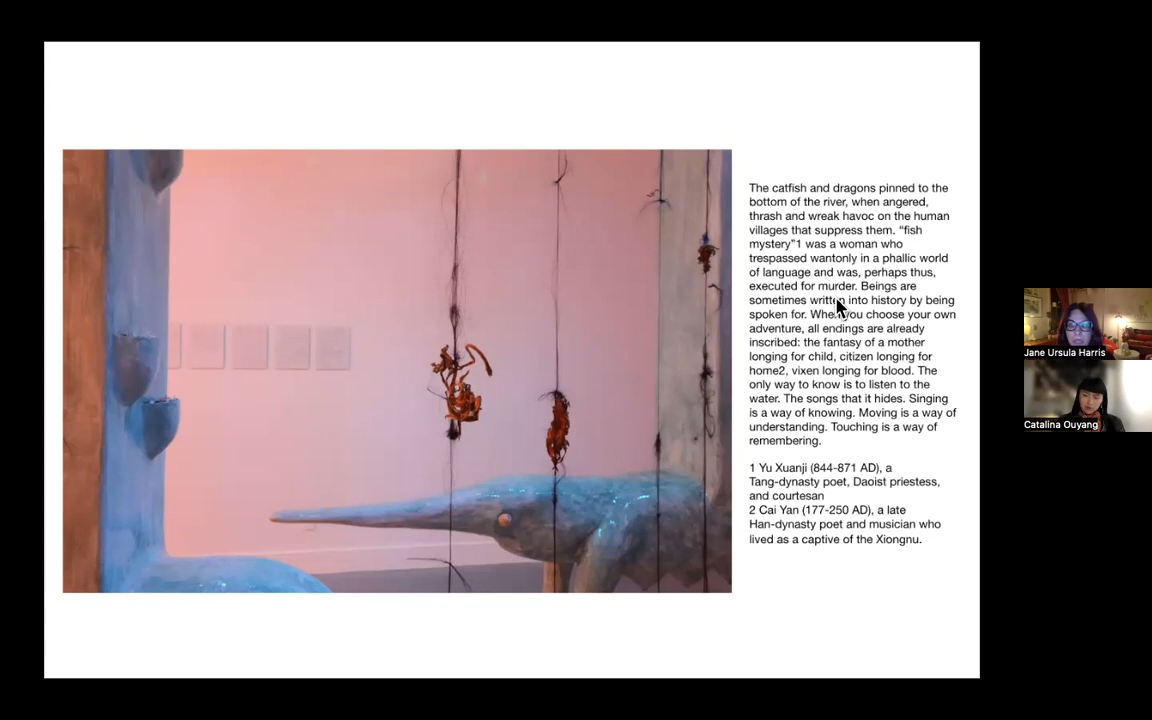 The catfish and dragons pinned to the
bottom of the river, when angered,
thrash and wreak havoc on the human
villages that suppress them. “fish
mystery”1 was a woman who
trespassed wantonly in a phallic world
of language and was, perhaps thus,
executed for murder. Beings are
sometimes written into history by being
spoken for. When you choose your own
adventure, all endings are already
inscribed: the fantasy of a mother
longing for child, citizen longing for
home2, vixen longing for blood. The
only way to know is to listen to the
water. The songs that it hides. Singing
is a way of knowing. Moving is a way of
understanding. Touching is a way of
remembering.
1 Yu Xuanji (844-871 AD), a
Tang-dynasty poet, Daoist priestess,
and courtesan
2 Cai Yan (177-250 AD), a late
Han-dynasty poet and musician who
lived as a captive of the Xiongnu.
Jane Ursula Harris
Catalina Ouyang